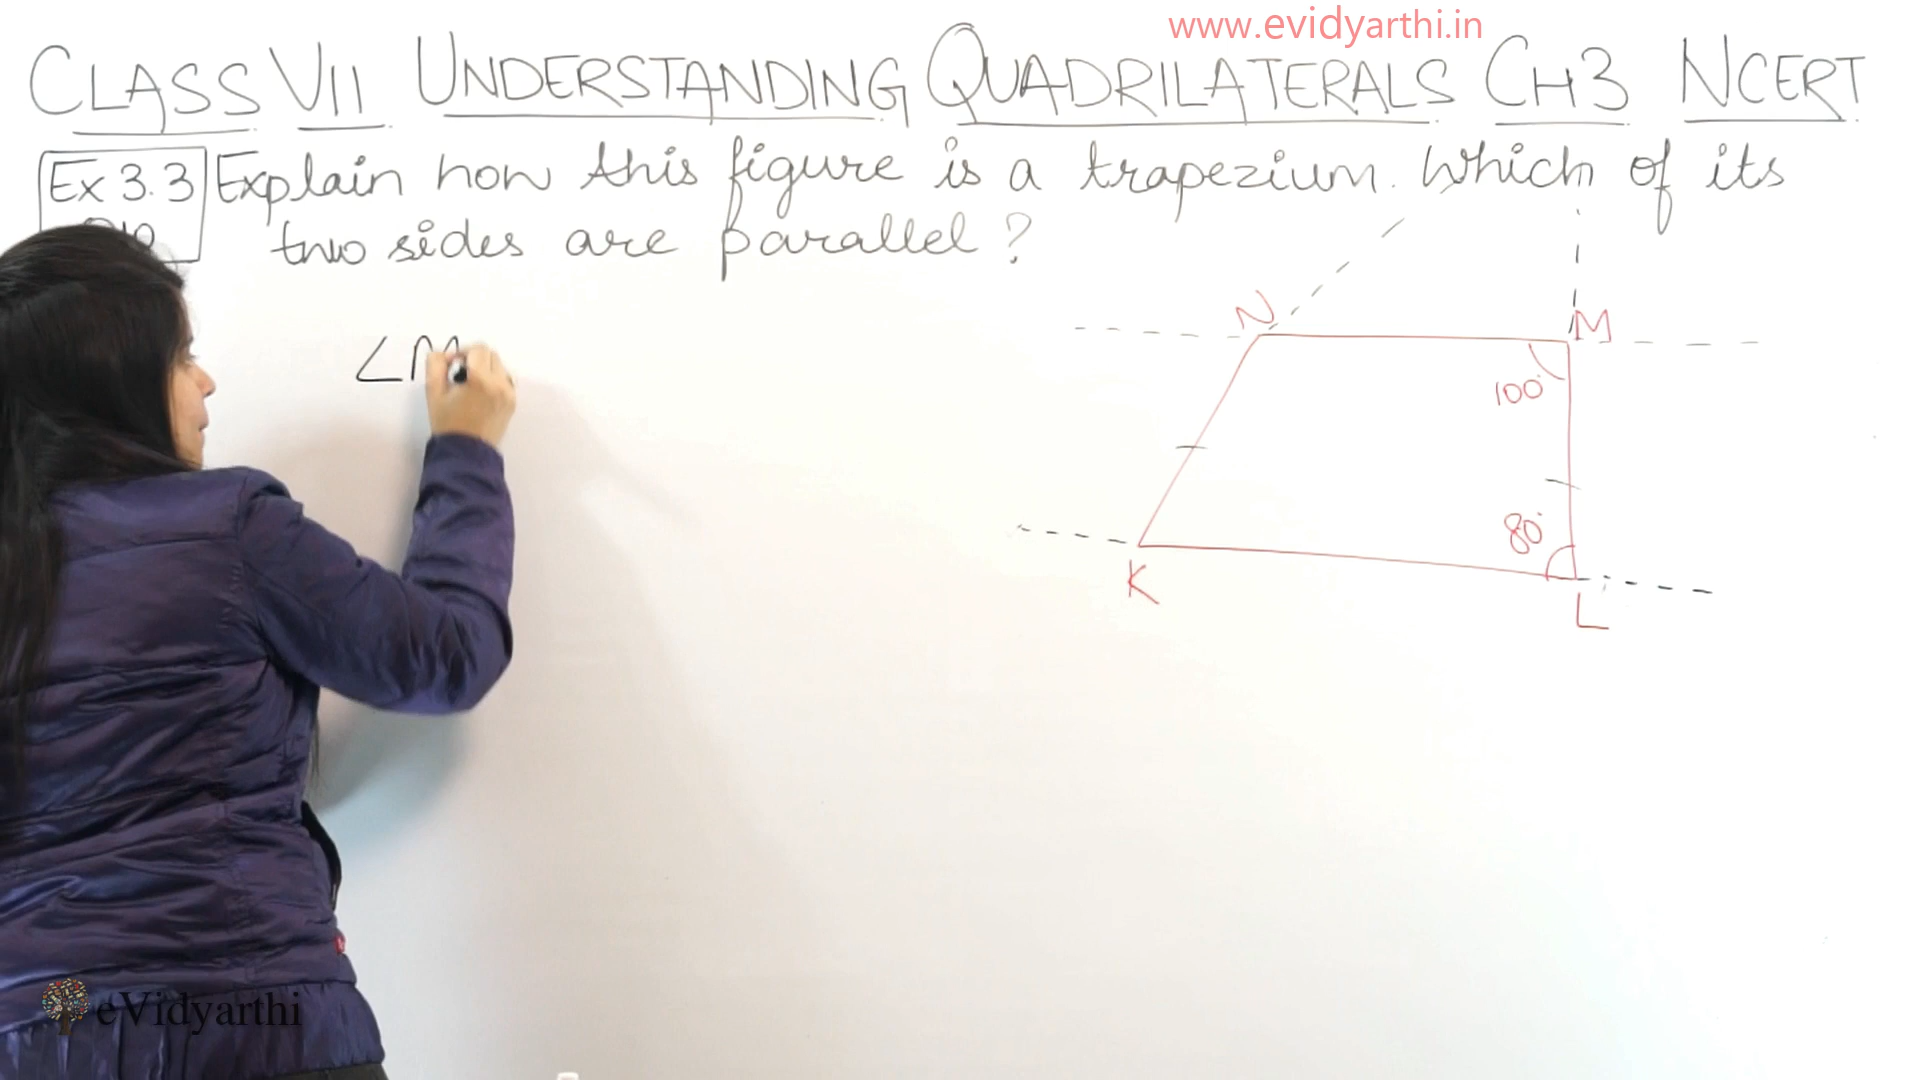 www.evidyarthi.in
CLASS VII UNDERSTANDING QUADRILATERALS CH3 NCERT
Ex 3.3 Explain how this figure is a trapezium. Which of its
two sides are parallel?
∠M
N
M
100°
80°
K
L
eVidyarthi